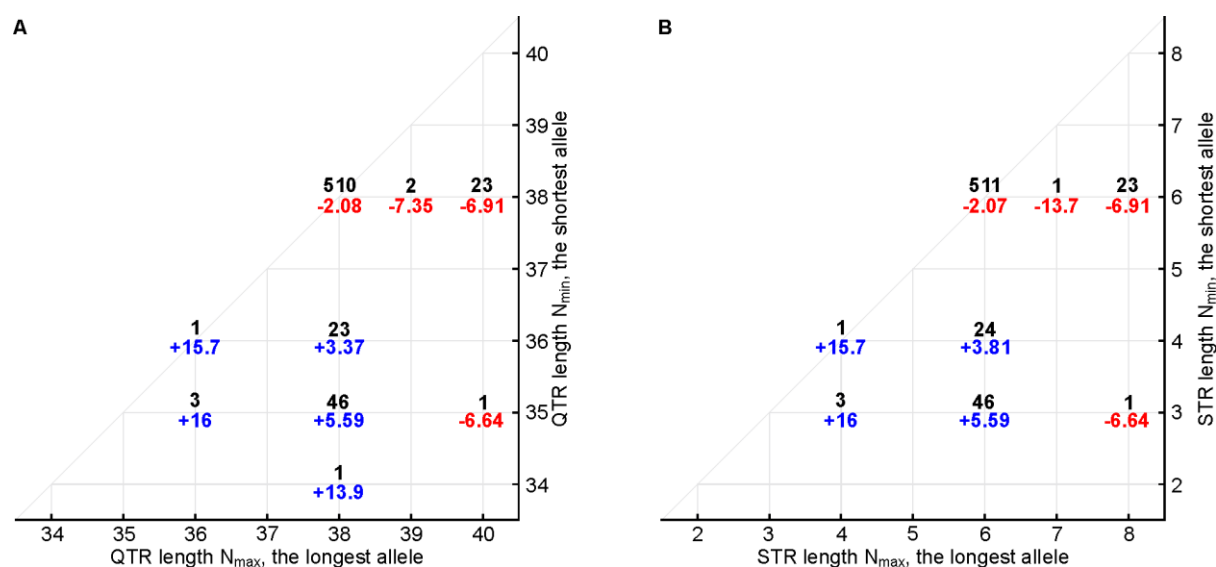 A
510 2 23
-2.08 -7.35 -6.91
1 23
+15.7 +3.37
3 46 1
+16 +5.59 -6.64
1
+13.9
40
39
38
37
36
35
34
QTR length Nmin, the shortest allele
34 35 36 37 38 39 40
QTR length Nmax, the longest allele
B
511 1 23
-2.07 -13.7 -6.91
1 24
+15.7 +3.81
3 46 1
+16 +5.59 -6.64
8
7
6
5
4
3
2
STR length Nmin, the shortest allele
2 3 4 5 6 7 8
STR length Nmax, the longest allele